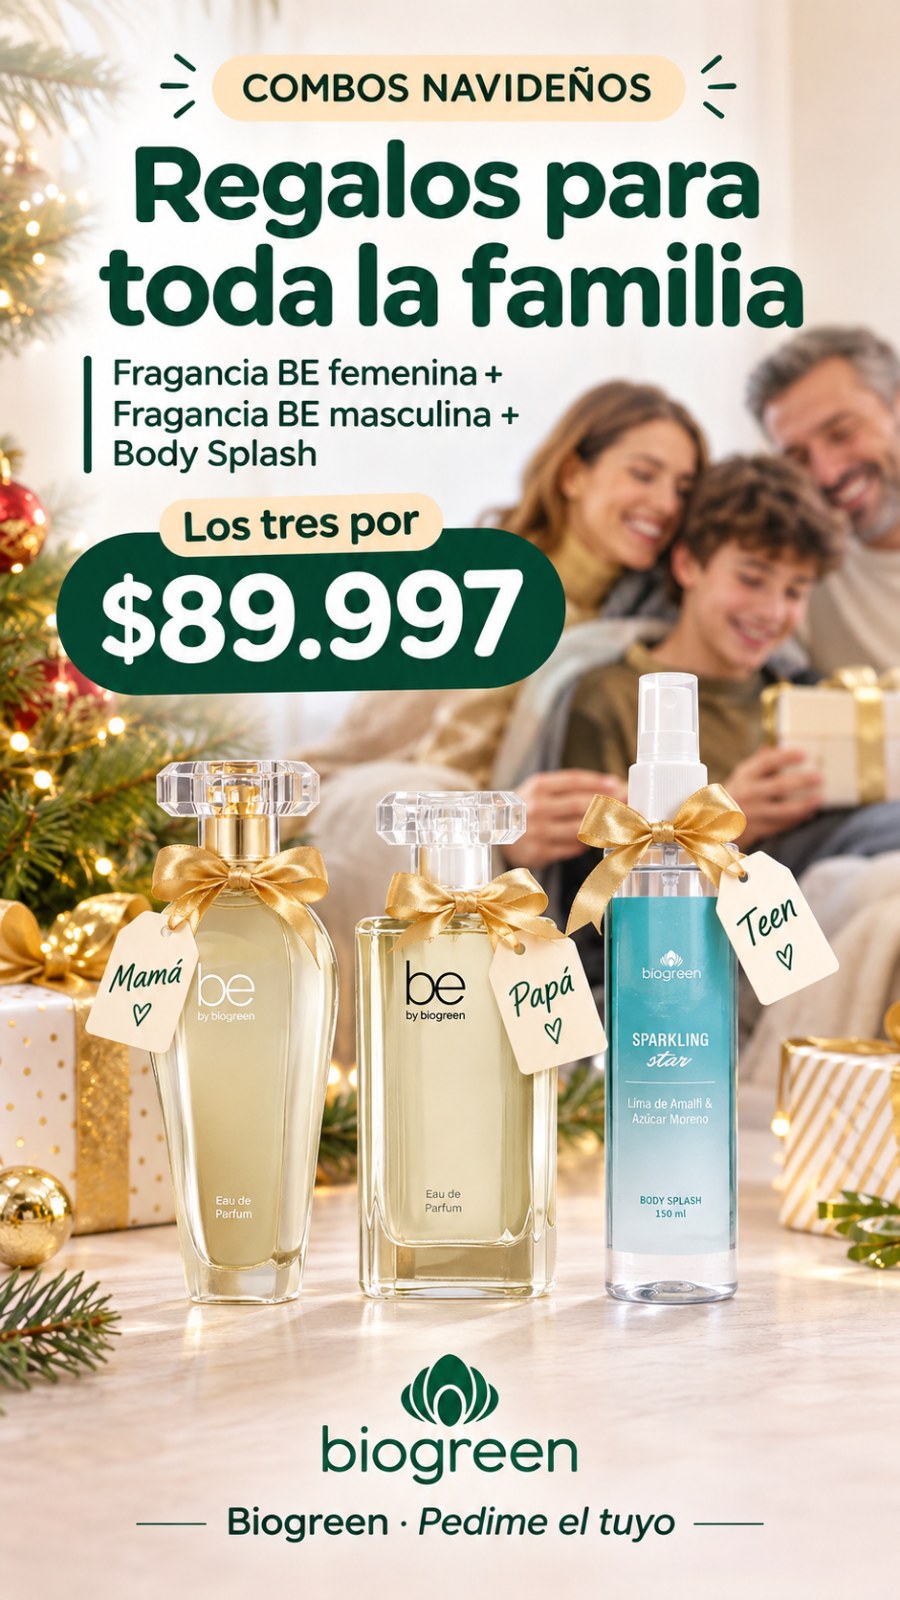 COMBOS NAVIDEÑOS
Regalos para
toda la familia
Fragancia BE femenina +
Fragancia BE masculina +
Body Splash
Los tres por
$89.997
Mamá
be
by biogreen
Eau de
Parfum
be
by biogreen
Papá
Eau de
Parfum
Teen
biogreen
SPARKLING
star
Lima de Amalfi &
Azúcar Moreno
BODY SPLASH
150 ml
biogreen
Biogreen · Pedime el tuyo